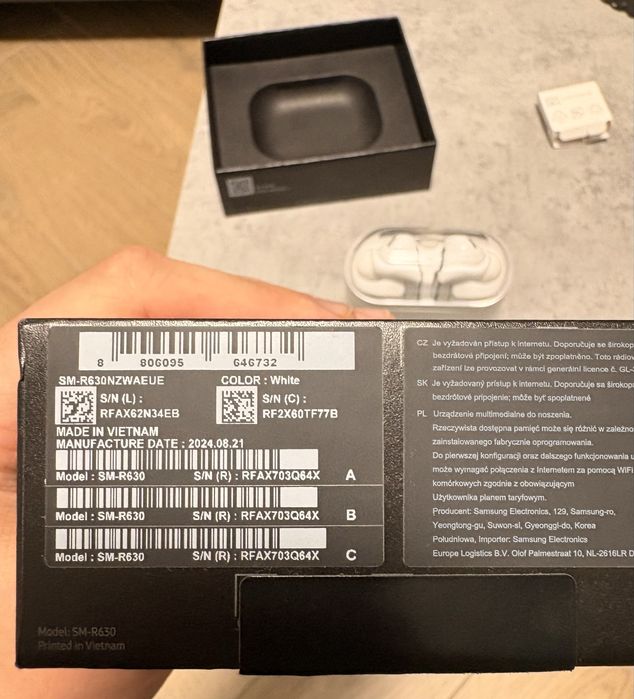 8 806095 646732
SM-R630NZWAEUE COLOR : White
S/N (L) :
RFAX62N34EB
S/N (C) :
RF2X60TF77B
MADE IN VIETNAM
MANUFACTURE DATE : 2024.08.21
Model : SM-R630 S/N (R) : RFAX703Q64X A
Model : SM-R630 S/N (R) : RFAX703Q64X B
Model : SM-R630 S/N (R) : RFAX703Q64X C
Model: SM-R630
Printed in Vietnam
CZ Je vyžadován přístup k internetu. Doporučuje se širokop
bezdrátové připojení; může být zpoplatněno. Toto rádiov
zařízení lze provozovat v rámci generální licence č. GL-
SK Je vyžadovaný prístup k internetu. Doporučuje sa širokop
bezdrôtové pripojení; môže byť spoplatnené
PL Urządzenie multimodalne do noszenia.
Rzeczywista dostępna pamięć może się różnić w zależno
zainstalowanego fabrycznie oprogramowania.
Do pierwszej konfiguracji oraz dalszego funkcjonowania u
może wymagać połączenia z Internetem za pomocą WiFi
komórkowych zgodnie z obowiązującym
Użytkownika planem taryfowym.
Producent: Samsung Electronics, 129, Samsung-ro,
Yeongtong-gu, Suwon-si, Gyeonggi-do, Korea
Południowa, Importer: Samsung Electronics
Europe Logistics B.V. Olof Palmestraat 10, NL-2616LR D